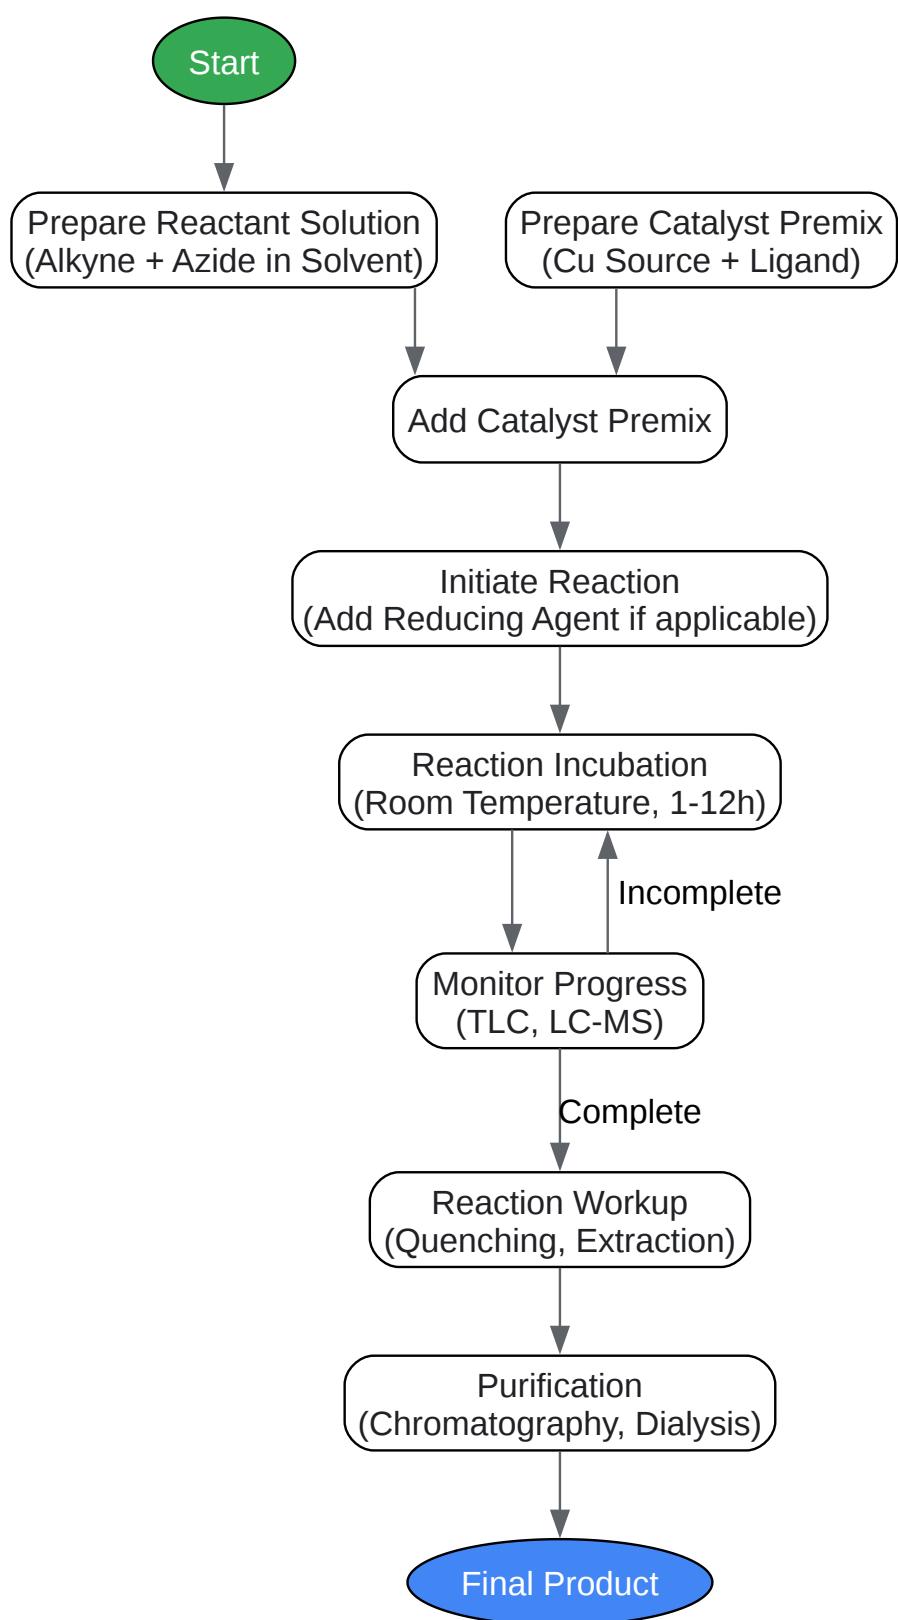 Start
Prepare Reactant Solution
(Alkyne + Azide in Solvent)
Prepare Catalyst Premix
(Cu Source + Ligand)
Add Catalyst Premix
Initiate Reaction
(Add Reducing Agent if applicable)
Reaction Incubation
(Room Temperature, 1-12h)
Incomplete
Monitor Progress
(TLC, LC-MS)
Complete
Reaction Workup
(Quenching, Extraction)
Purification
(Chromatography, Dialysis)
Final Product